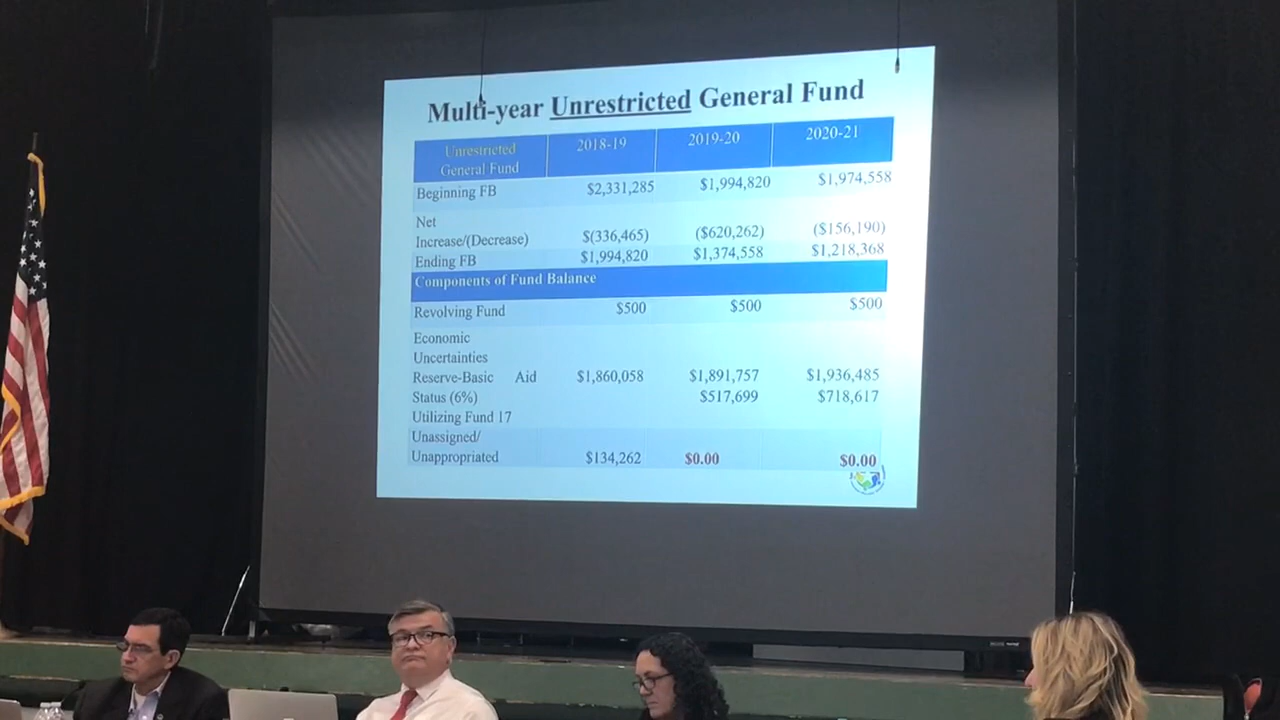 Multi-year Unrestricted General Fund
Unrestricted General Fund 2018-19 2019-20 2020-21
Beginning FB $2,331,285 $1,994,820 $1,974,558
Net
Increase/(Decrease) $(336,465) ($620,262) ($156,190)
Ending FB $1,994,820 $1,374,558 $1,218,368
Components of Fund Balance
Revolving Fund $500 $500 $500
Economic
Uncertainties
Reserve-Basic Aid $1,860,058 $1,891,757 $1,936,485
Status (6%) $517,699 $718,617
Utilizing Fund 17
Unassigned/
Unappropriated $134,262 $0.00 $0.00